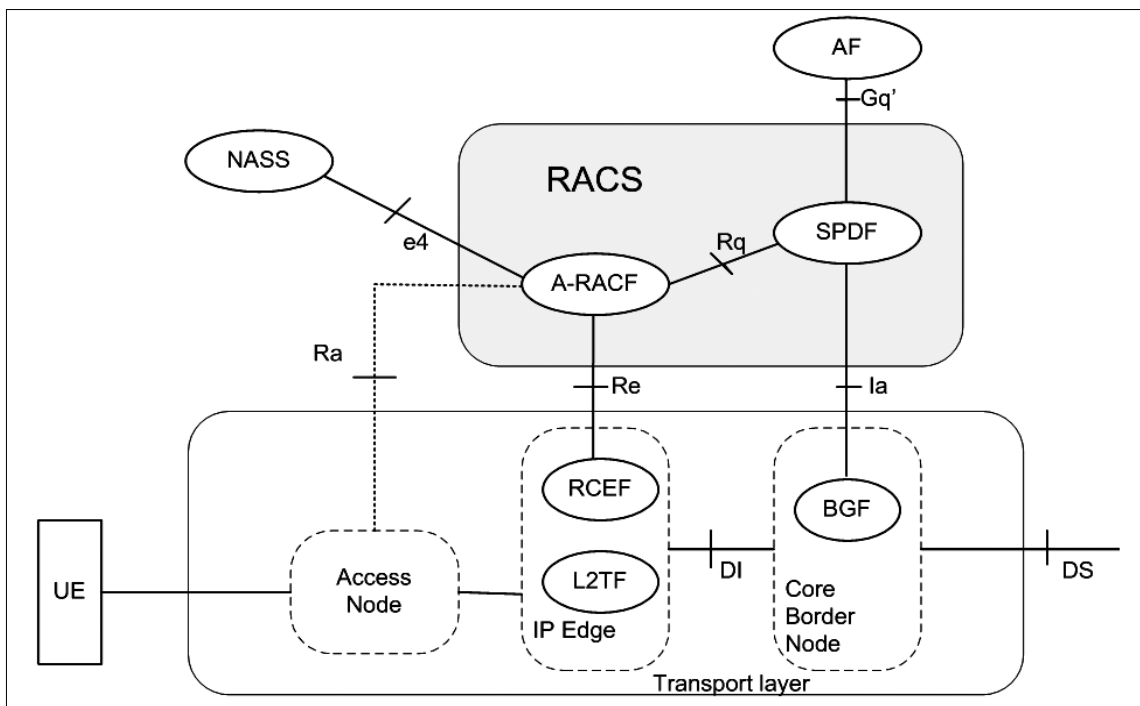 AF
Gq’
NASS
RACS
SPDF
Rq
e4
A-RACF
Ra
Re
Ia
RCEF
BGF
UE
Access
Node
L2TF
DI
DS
IP Edge
Core
Border
Node
Transport layer